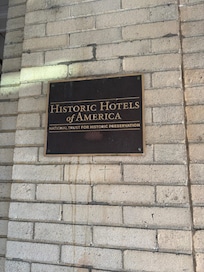 HISTORIC HOTELS
of AMERICA
NATIONAL TRUST FOR HISTORIC PRESERVATION